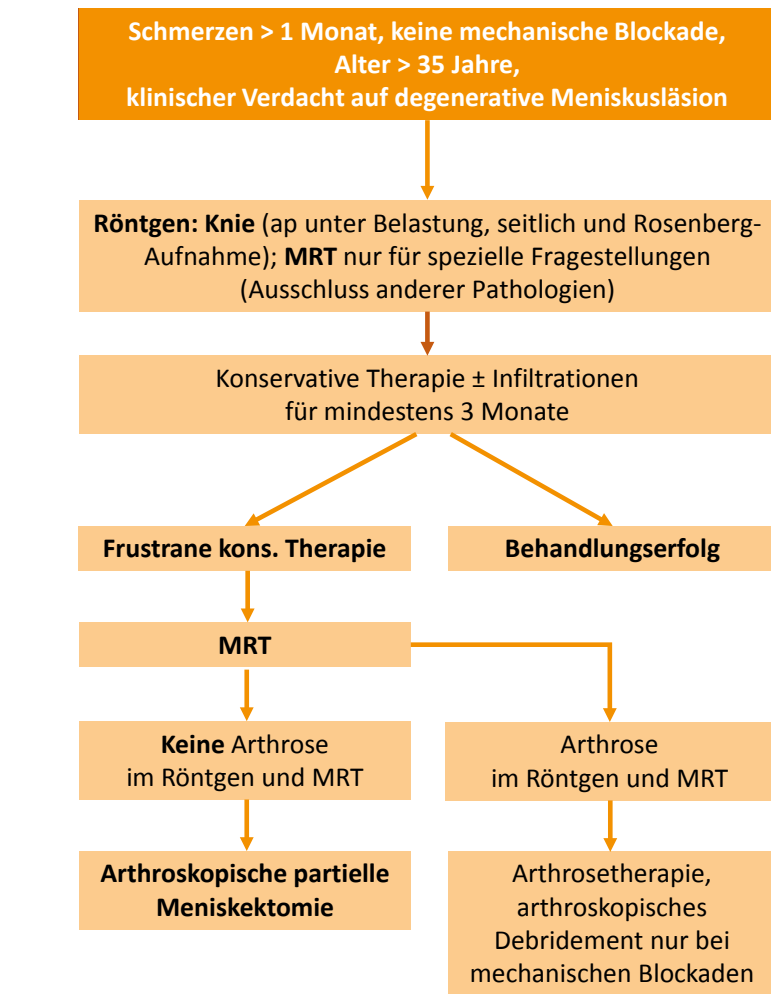 Schmerzen > 1 Monat, keine mechanische Blockade,
Alter > 35 Jahre,
klinischer Verdacht auf degenerative Meniskusläsion
Röntgen: Knie (ap unter Belastung, seitlich und Rosenberg-
Aufnahme); MRT nur für spezielle Fragestellungen
(Ausschluss anderer Pathologien)
Konservative Therapie ± Infiltrationen
für mindestens 3 Monate
Frustrane kons. Therapie
Behandlungserfolg
MRT
Keine Arthrose
im Röntgen und MRT
Arthrose
im Röntgen und MRT
Arthroskopische partielle
Meniskektomie
Arthrosetherapie,
arthroskopisches
Debridement nur bei
mechanischen Blockaden